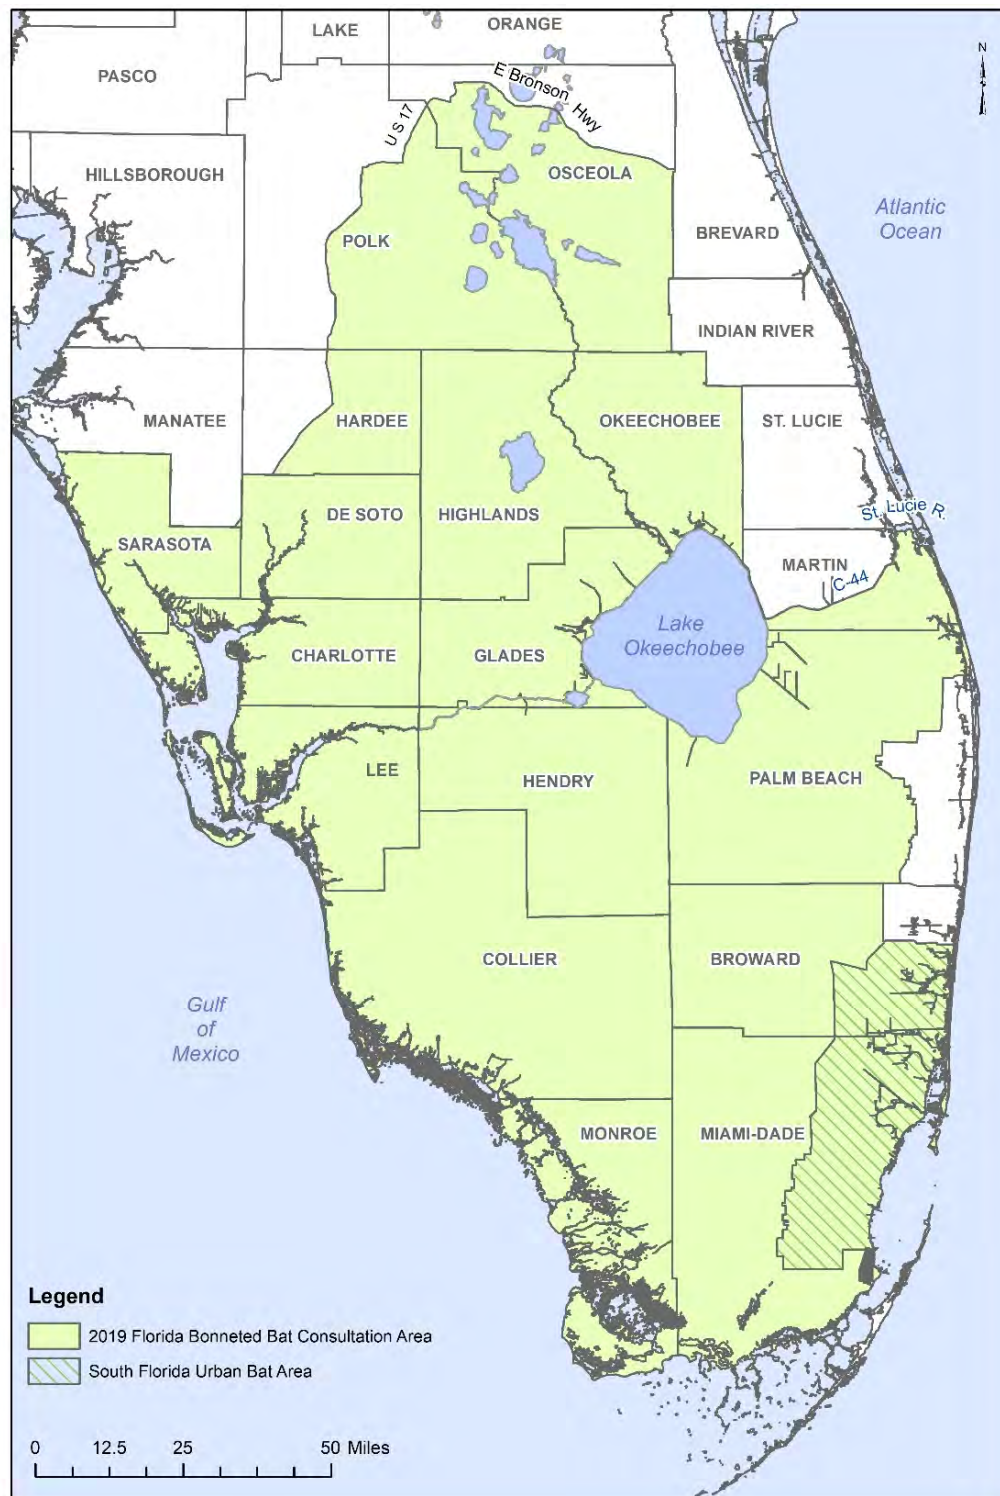 LAKE
ORANGE
PASCO
N
E Bronson Hwy
U S 17
HILLSBOROUGH
OSCEOLA
Atlantic
Ocean
POLK
BREVARD
INDIAN RIVER
MANATEE
HARDEE
OKEECHOBEE
ST. LUCIE
DE SOTO
HIGHLANDS
St. Lucie R.
SARASOTA
MARTIN
C-44
Lake
Okeechobee
CHARLOTTE
GLADES
LEE
HENDRY
PALM BEACH
COLLIER
BROWARD
Gulf
of
Mexico
MONROE
MIAMI-DADE
Legend
2019 Florida Bonneted Bat Consultation Area
South Florida Urban Bat Area
0 12.5 25 50 Miles